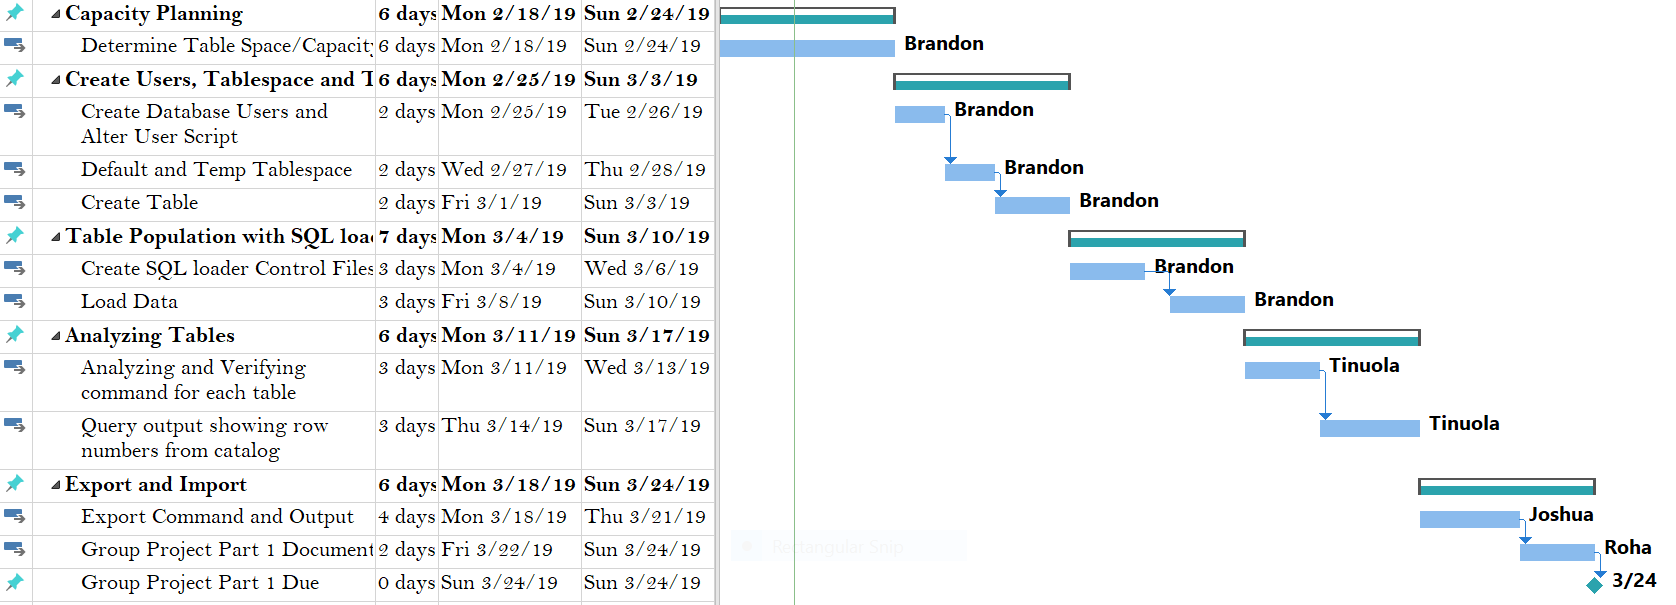 Capacity Planning 6 days Mon 2/18/19 Sun 2/24/19
Determine Table Space/Capacity 6 days Mon 2/18/19 Sun 2/24/19 Brandon
Create Users, Tablespace and T 6 days Mon 2/25/19 Sun 3/3/19
Create Database Users and 2 days Mon 2/25/19 Tue 2/26/19 Brandon
Alter User Script
Default and Temp Tablespace 2 days Wed 2/27/19 Thu 2/28/19 Brandon
Create Table 2 days Fri 3/1/19 Sun 3/3/19 Brandon
Table Population with SQL loa 7 days Mon 3/4/19 Sun 3/10/19
Create SQL loader Control Files 3 days Mon 3/4/19 Wed 3/6/19 Brandon
Load Data 3 days Fri 3/8/19 Sun 3/10/19 Brandon
Analyzing Tables 6 days Mon 3/11/19 Sun 3/17/19
Analyzing and Verifying 3 days Mon 3/11/19 Wed 3/13/19 Tinuola
command for each table
Query output showing row 3 days Thu 3/14/19 Sun 3/17/19 Tinuola
numbers from catalog
Export and Import 6 days Mon 3/18/19 Sun 3/24/19
Export Command and Output 4 days Mon 3/18/19 Thu 3/21/19 Joshua
Group Project Part 1 Document 2 days Fri 3/22/19 Sun 3/24/19 Rectangular Snip Roha
Group Project Part 1 Due 0 days Sun 3/24/19 Sun 3/24/19 3/24